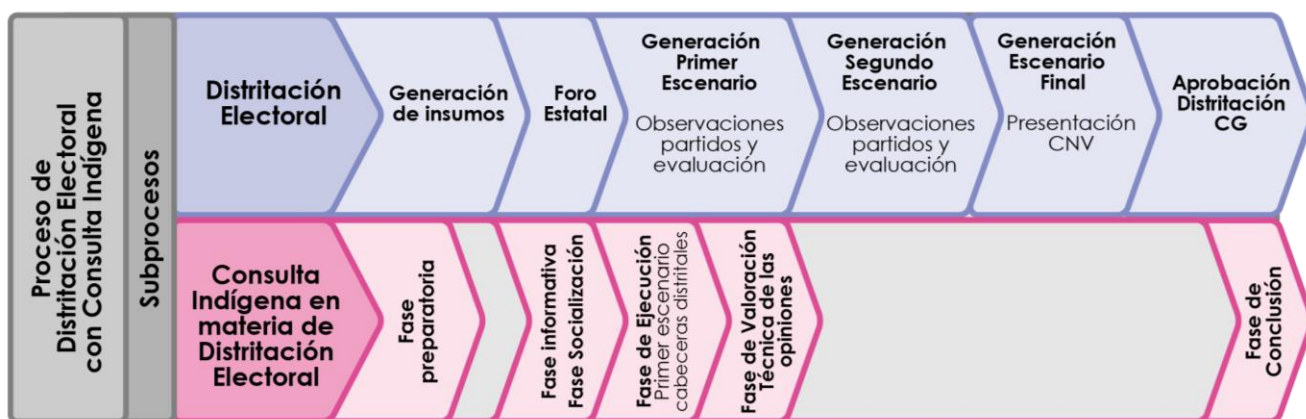 Proceso de
Distritación Electoral
con Consulta Indígena
Subprocesos
Distritación
Electoral
Generación
de insumos
Foro
Estatal
Generación
Primer
Escenario
Observaciones
partidos y
evaluación
Generación
Segundo
Escenario
Observaciones
partidos y
evaluación
Generación
Escenario
Final
Presentación
CNV
Aprobación
Distritación
CG
Consulta
Indígena en
materia de
Distritación
Electoral
Fase
preparatoria
Fase informativa
Fase Socialización
Fase de Ejecución
Primer escenario
cabeceras distritales
Fase de Valoración
Técnica de las
opiniones
Fase de
Conclusión